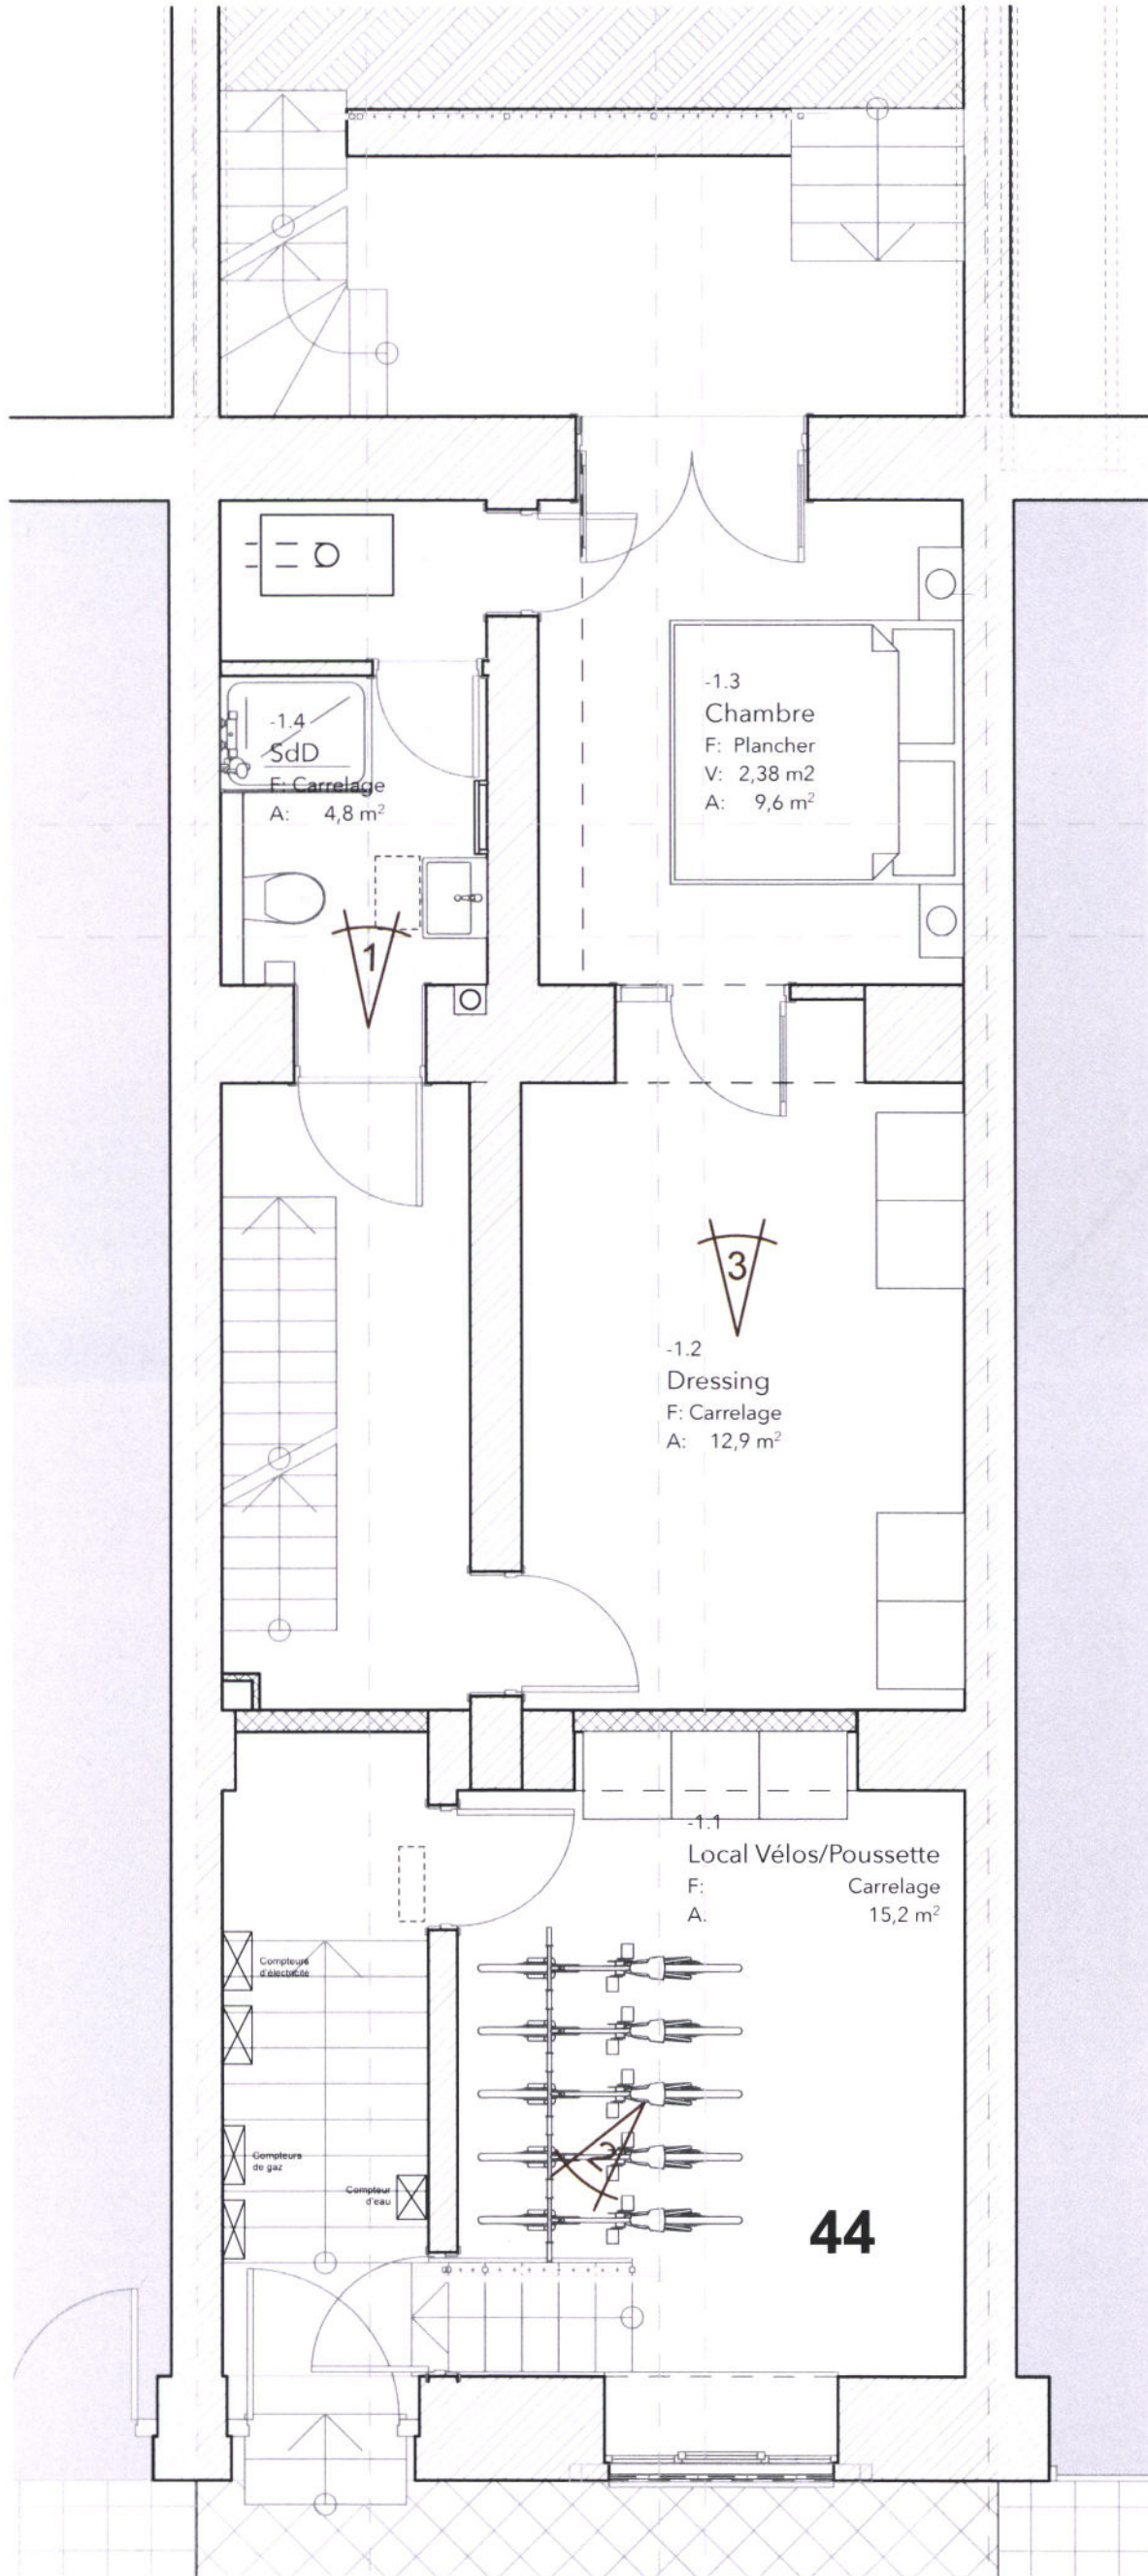 -1.3
Chambre
F: Plancher
V: 2,38 m2
A: 9,6 m²
-1.4
SdD
F: Carrelage
A: 4,8 m²
1
3
-1.2
Dressing
F: Carrelage
A: 12,9 m²
-1.1
Local Vélos/Poussette
F: Carrelage
A. 15,2 m²
Compteurs
d'électricité
Compteurs
de gaz
Compteur
d'eau
2
44